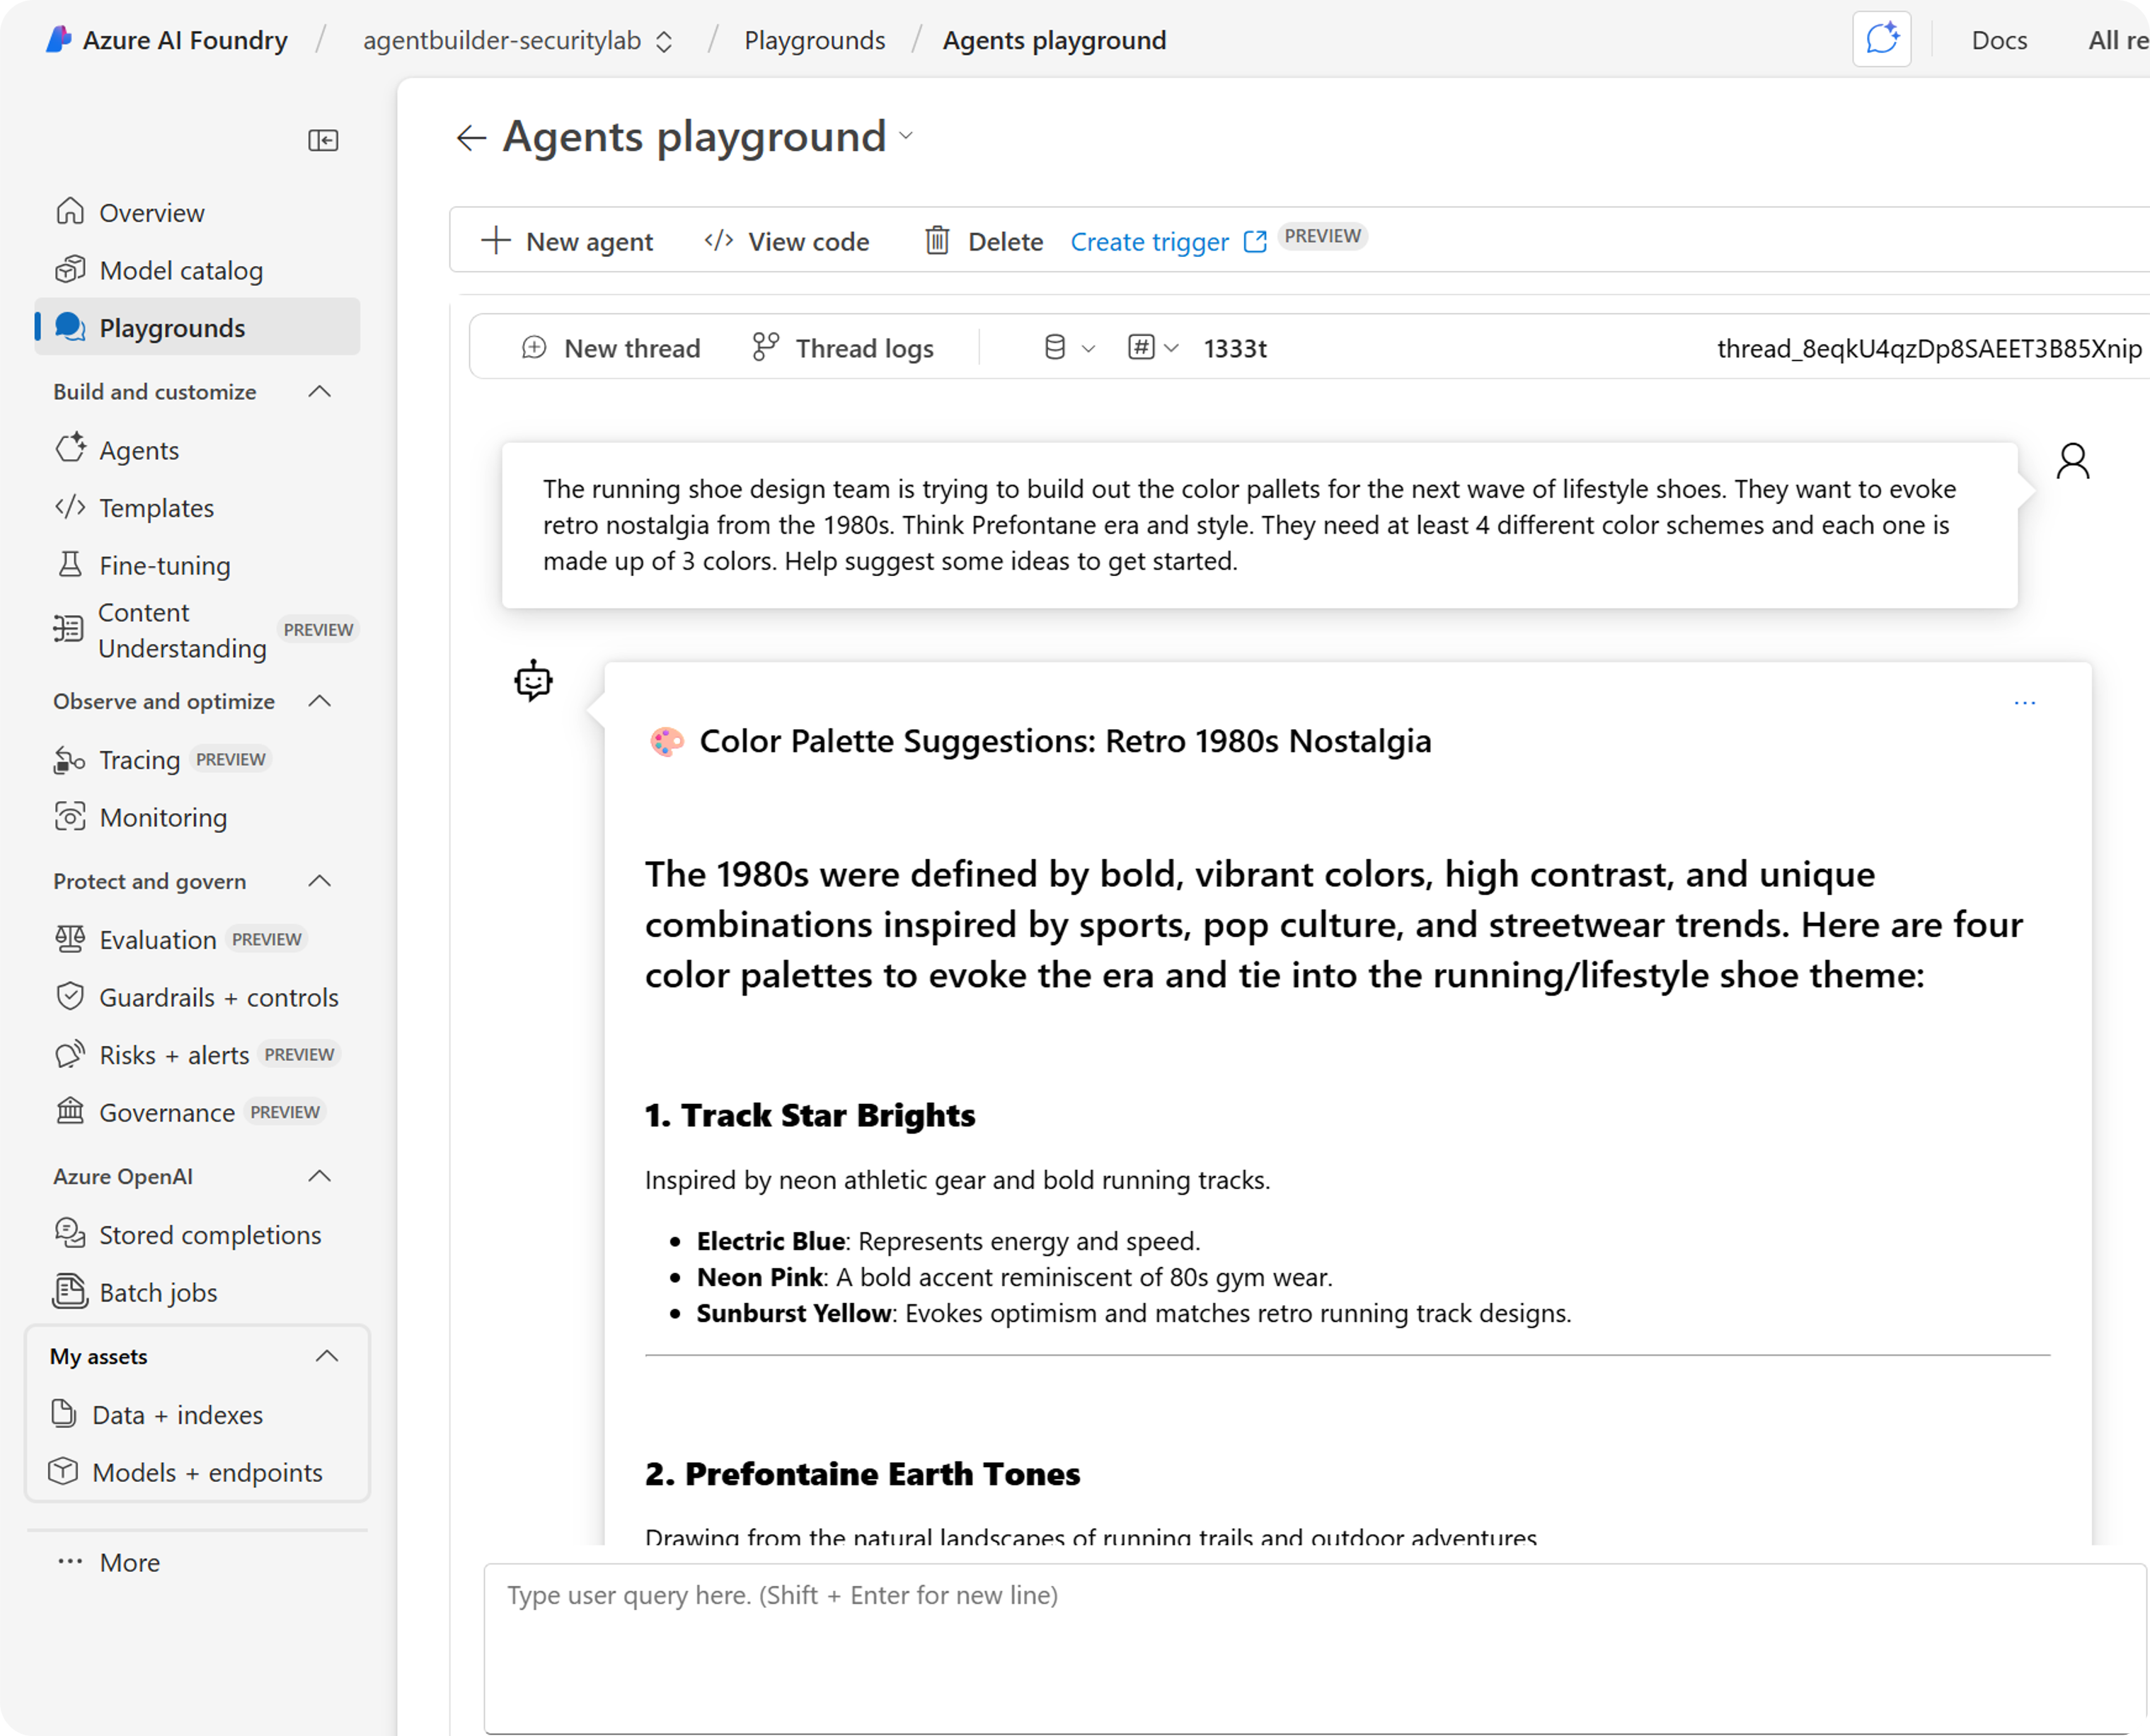 Azure AI Foundry / agentbuilder-securitylab / Playgrounds / Agents playground
Docs
All re
Agents playground
Overview
Model catalog
Playgrounds
Build and customize
Agents
Templates
Fine-tuning
Content
Understanding
PREVIEW
Observe and optimize
Tracing PREVIEW
Monitoring
Protect and govern
Evaluation PREVIEW
Guardrails + controls
Risks + alerts PREVIEW
Governance PREVIEW
Azure OpenAI
Stored completions
Batch jobs
My assets
Data + indexes
Models + endpoints
More
New agent
View code
Delete
Create trigger PREVIEW
New thread
Thread logs
1333t
thread_8eqkU4qzDp8SAEET3B85Xnip
The running shoe design team is trying to build out the color pallets for the next wave of lifestyle shoes. They want to evoke
retro nostalgia from the 1980s. Think Prefontane era and style. They need at least 4 different color schemes and each one is
made up of 3 colors. Help suggest some ideas to get started.
Color Palette Suggestions: Retro 1980s Nostalgia
The 1980s were defined by bold, vibrant colors, high contrast, and unique
combinations inspired by sports, pop culture, and streetwear trends. Here are four
color palettes to evoke the era and tie into the running/lifestyle shoe theme:
1. Track Star Brights
Inspired by neon athletic gear and bold running tracks.
• Electric Blue: Represents energy and speed.
• Neon Pink: A bold accent reminiscent of 80s gym wear.
• Sunburst Yellow: Evokes optimism and matches retro running track designs.
2. Prefontaine Earth Tones
Drawing from the natural landscapes of running trails and outdoor adventures
Type user query here. (Shift + Enter for new line)